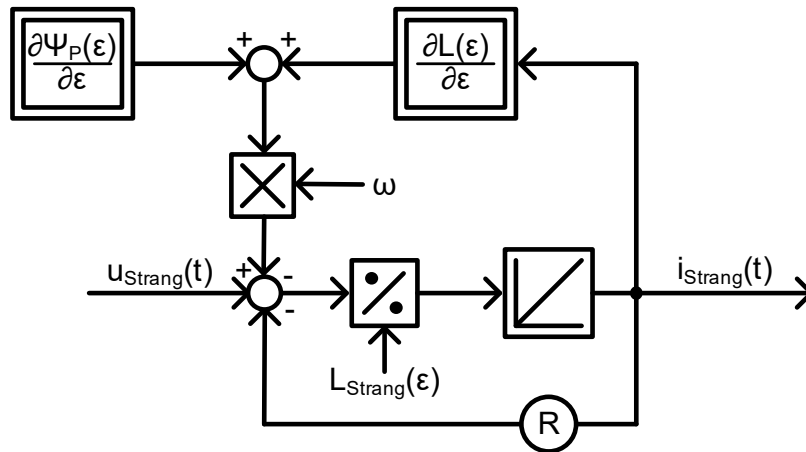 ∂Ψ_P(ε)
∂ε
+ +
∂L(ε)
∂ε
ω
u_Strang(t)
+ -
-
i_Strang(t)
L_Strang(ε)
R